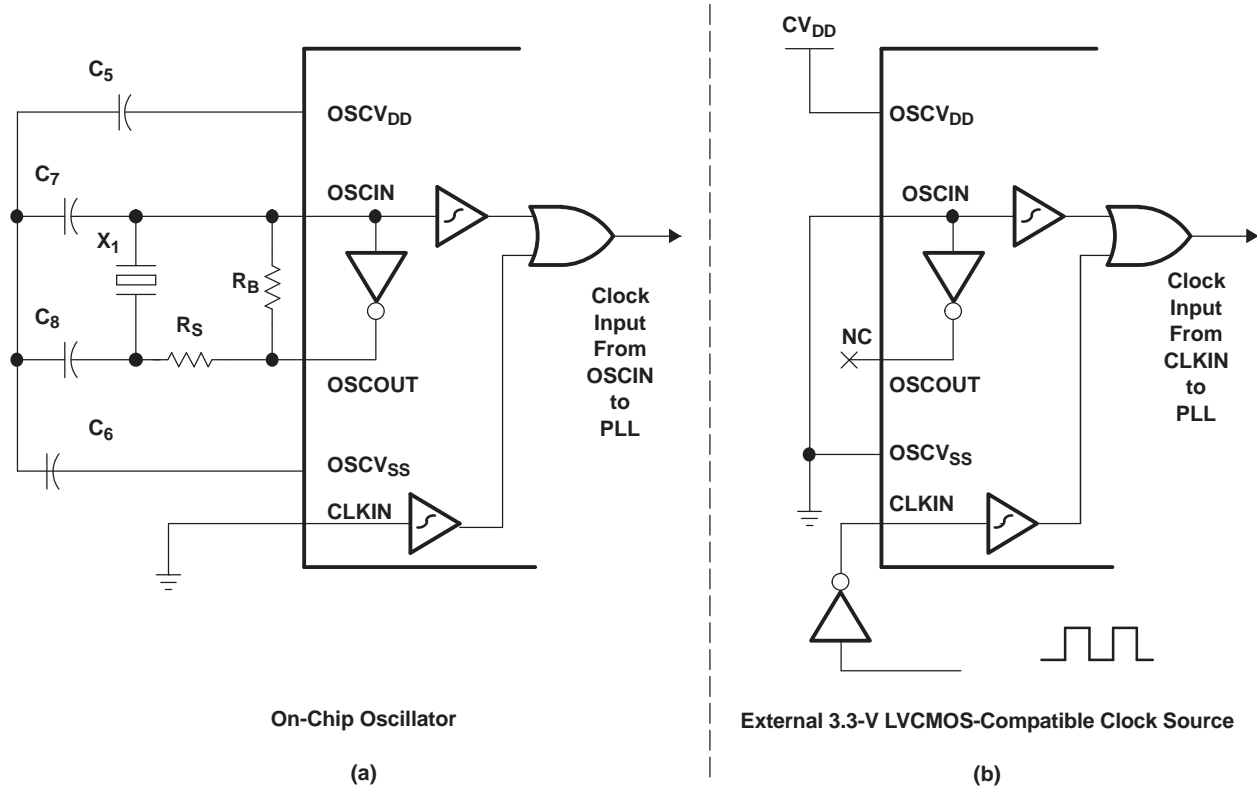 C5
OSCVDD
C7
OSCIN
X1
RB
C8
RS
OSCOUT
Clock
Input
From
OSCIN
to
PLL
C6
OSCVSS
CLKIN
On-Chip Oscillator
(a)
CVDD
OSCVDD
OSCIN
NC
OSCOUT
Clock
Input
From
CLKIN
to
PLL
OSCVSS
CLKIN
External 3.3-V LVCMOS-Compatible Clock Source
(b)